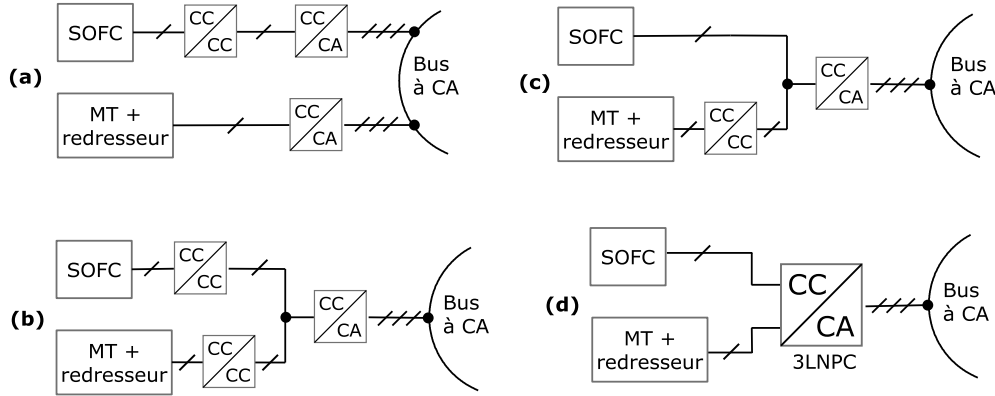 (a)
SOFC
CC
CC
CC
CA
Bus
à CA
MT +
redresseur
CC
CA
(c)
SOFC
MT +
redresseur
CC
CC
CC
CA
Bus
à CA
(b)
SOFC
CC
CC
MT +
redresseur
CC
CC
CC
CA
Bus
à CA
(d)
SOFC
MT +
redresseur
CC
CA
3LNPC
Bus
à CA